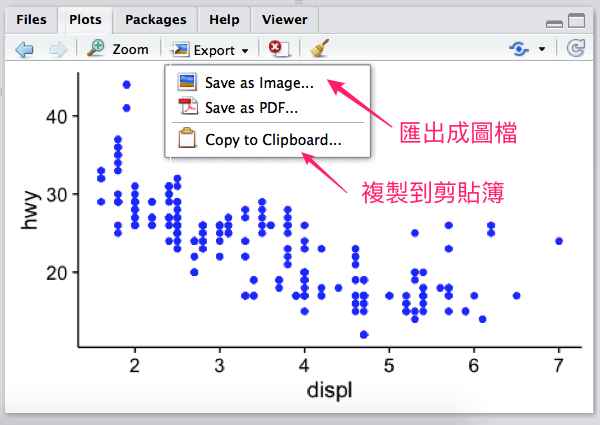 Files Plots Packages Help Viewer
Zoom Export
Save as Image...
Save as PDF...
Copy to Clipboard...
匯出成圖檔
複製到剪貼簿
40
30
20
hwy
2 3 4 5 6 7
displ